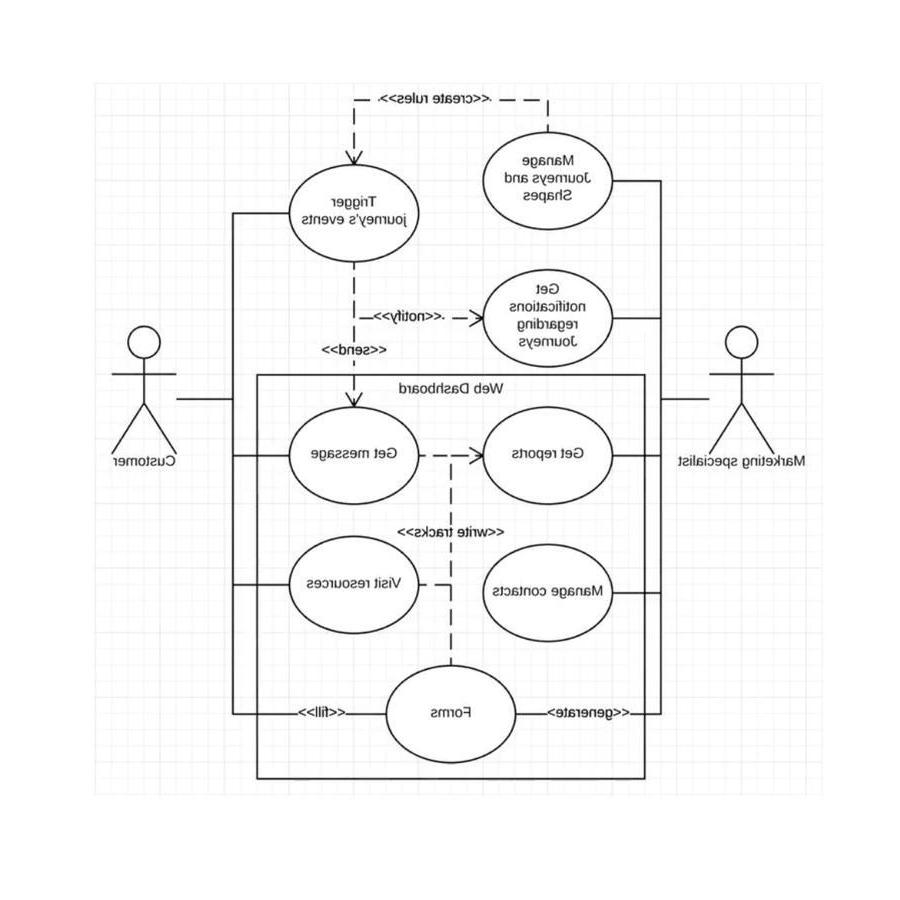 <<create rules>>
Manage
Journeys and
Shapes
Trigger
journey's events
Get
notifications
regarding
Journeys
<<notify>>
<<send>>
Web Dashboard
Get message
Get reports
Customer
Marketing specialist
<<write tracks>>
Visit resources
Manage contacts
<<fill>>
Forms
<<generate>